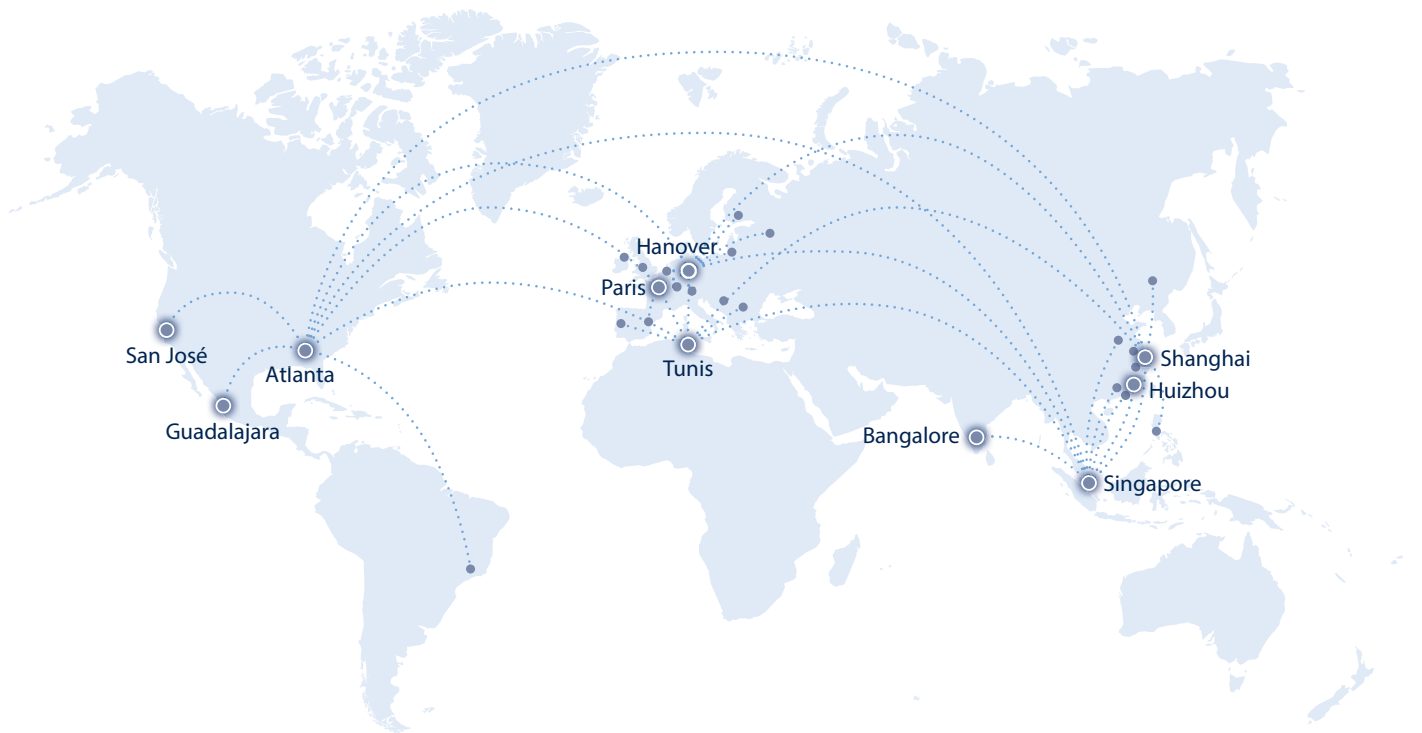 Hanover
Paris
San José
Atlanta
Tunis
Shanghai
Huizhou
Guadalajara
Bangalore
Singapore